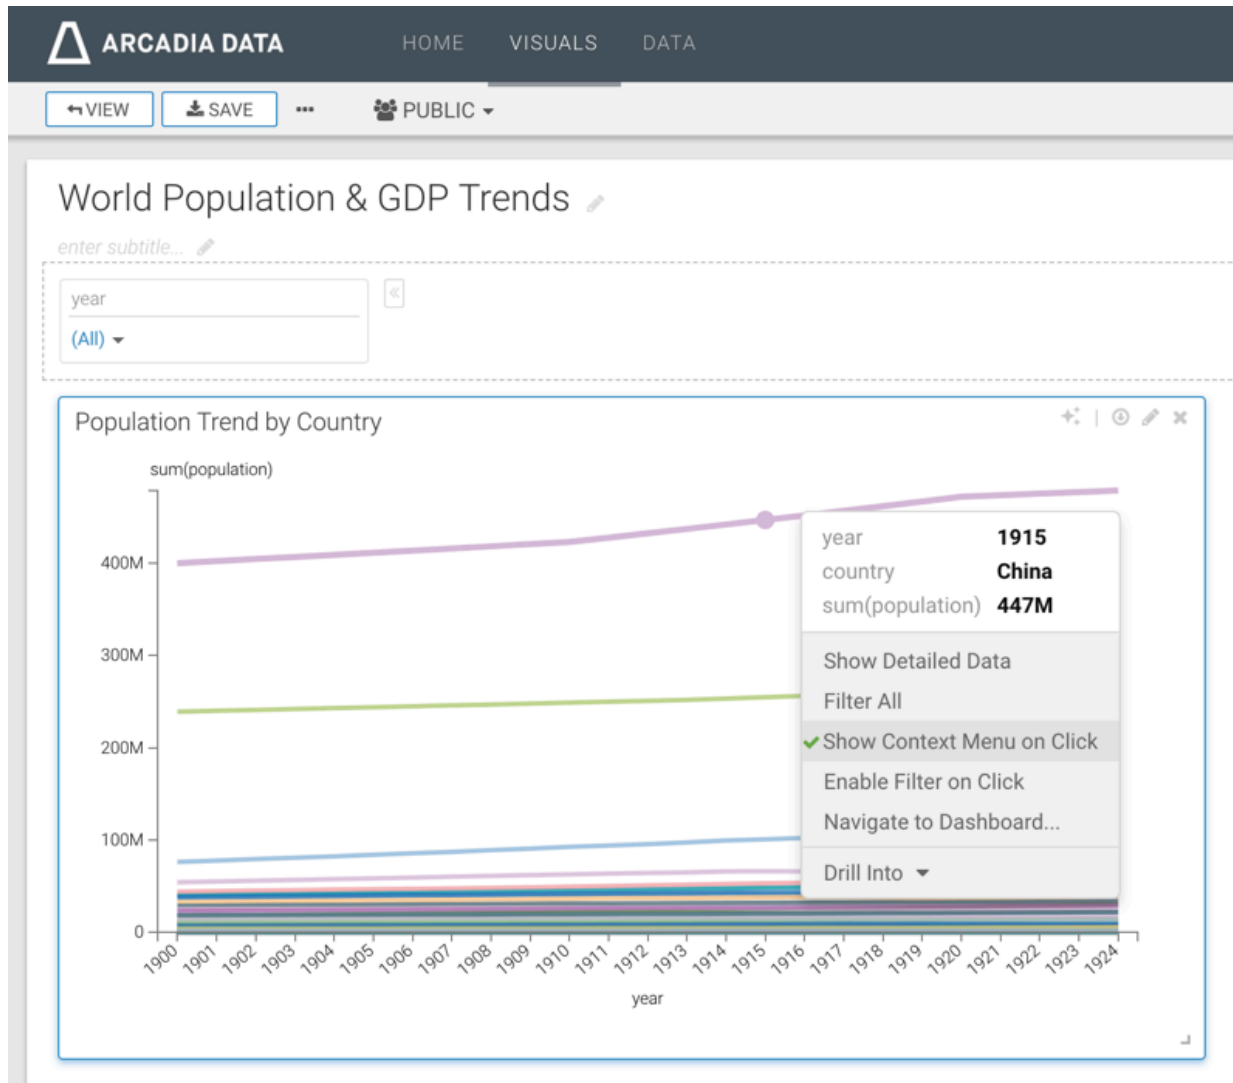 ARCADIA DATA HOME VISUALS DATA
VIEW SAVE ••• PUBLIC
World Population & GDP Trends
enter subtitle...
year
(All)
Population Trend by Country
sum(population)
400M
300M
200M
100M
0
year 1915
country China
sum(population) 447M
Show Detailed Data
Filter All
Show Context Menu on Click
Enable Filter on Click
Navigate to Dashboard...
Drill Into
1900 1901 1902 1903 1904 1905 1906 1907 1908 1909 1910 1911 1912 1913 1914 1915 1916 1917 1918 1919 1920 1921 1922 1923 1924
year